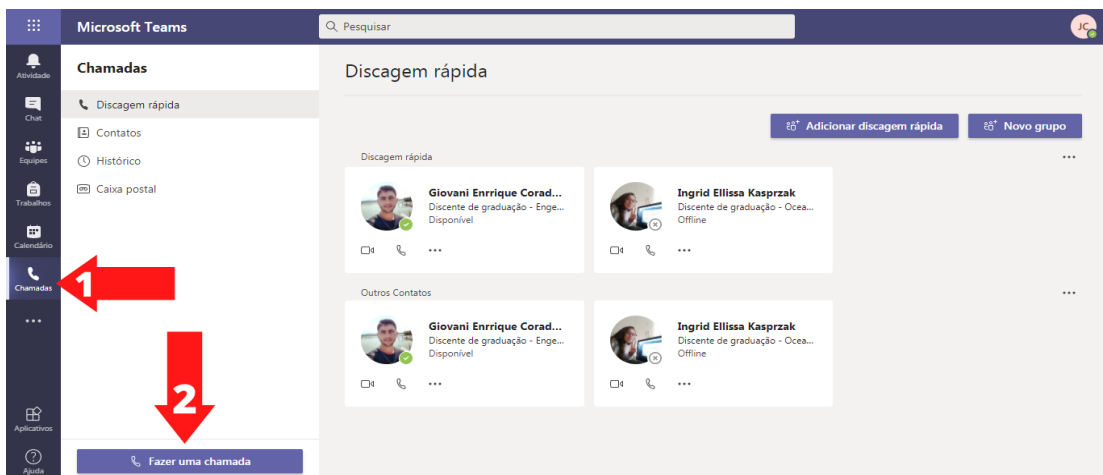 Microsoft Teams
Pesquisar
JC
Atividade
Chat
Equipes
Trabalhos
Calendário
Chamadas
Aplicativos
Ajuda
Chamadas
Discagem rápida
Contatos
Histórico
Caixa postal
1
2
Fazer uma chamada
Discagem rápida
Adicionar discagem rápida
Novo grupo
Discagem rápida
Giovani Enrrique Corad...
Discente de graduação - Enge...
Disponível
Ingrid Ellissa Kasprzak
Discente de graduação - Ocea...
Offline
Outros Contatos
Giovani Enrrique Corad...
Discente de graduação - Enge...
Disponível
Ingrid Ellissa Kasprzak
Discente de graduação - Ocea...
Offline